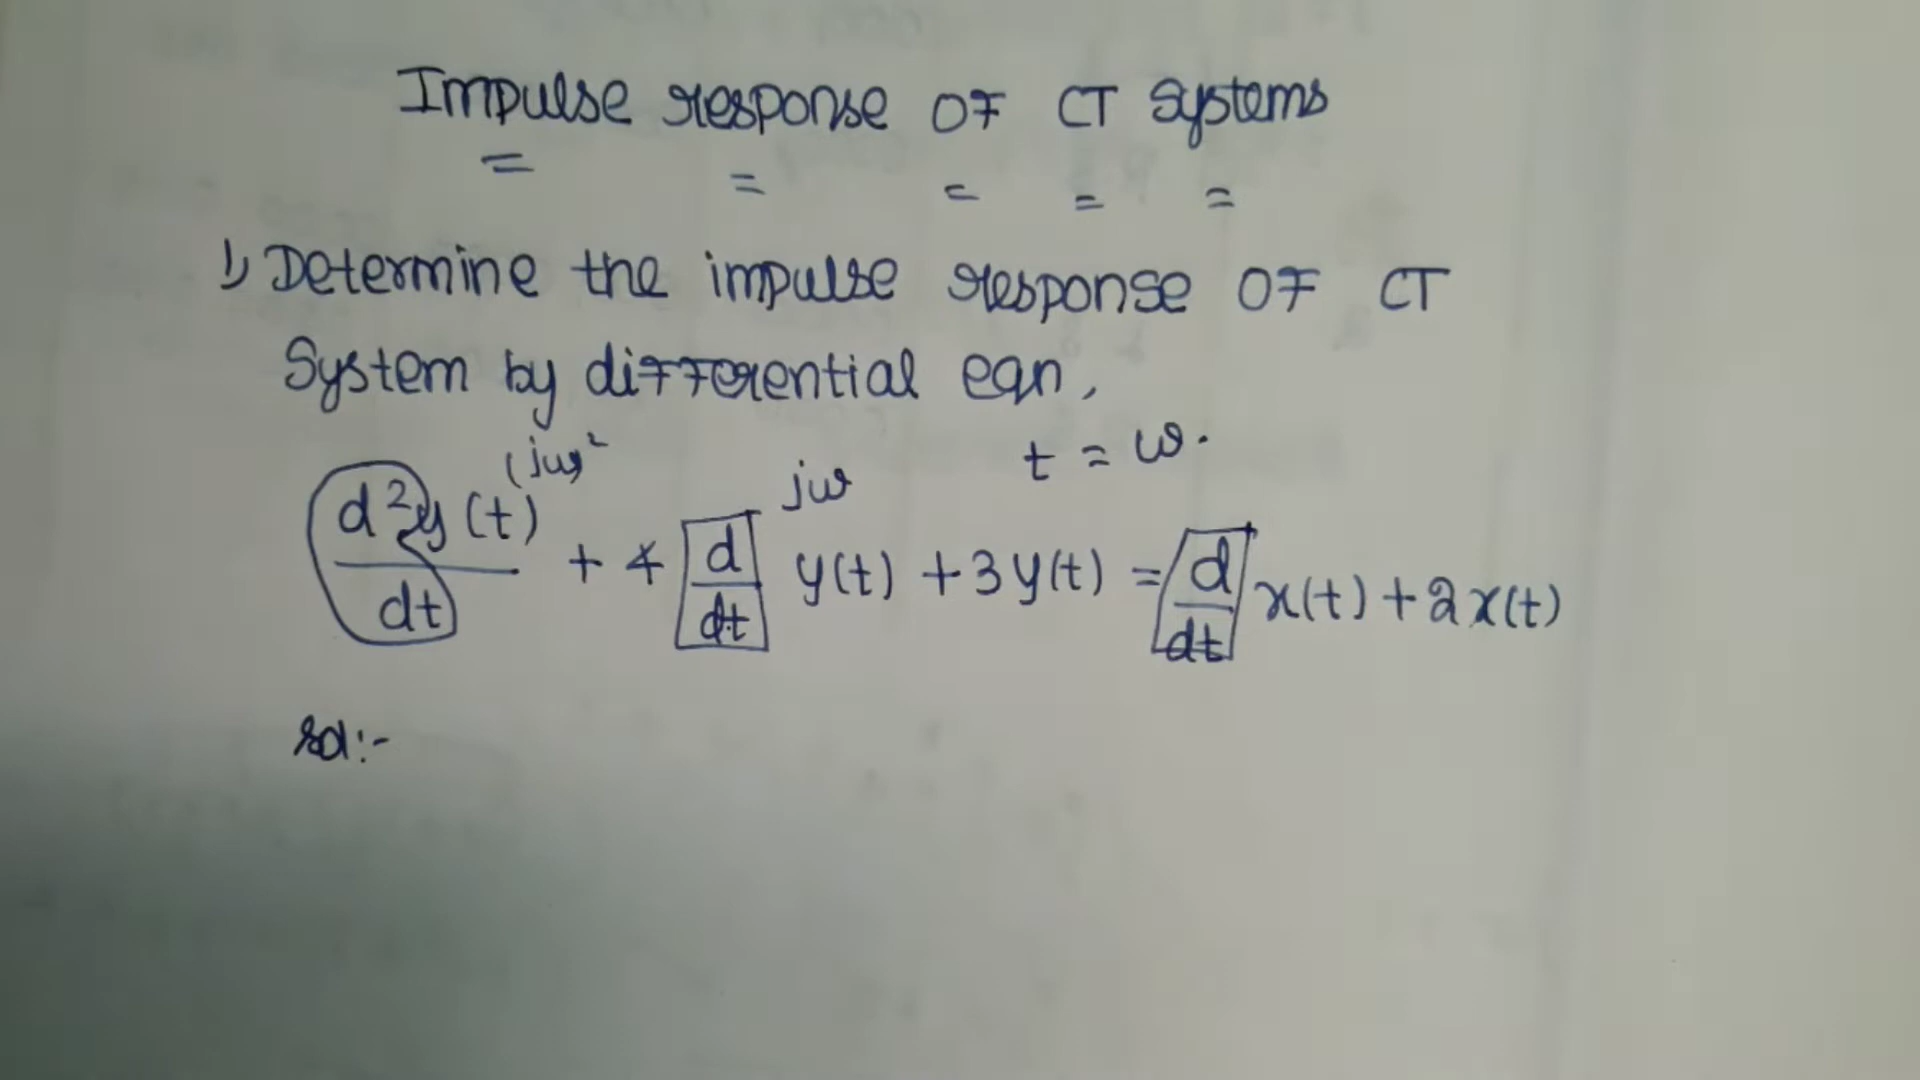 Impulse response OF CT systems
1) Determine the impulse response OF CT
System by differential eqn,
(jω)² jω t = ω.
d²y(t)/dt + 4 d/dt y(t) + 3y(t) = d/dt x(t) + 2x(t)
sol:-